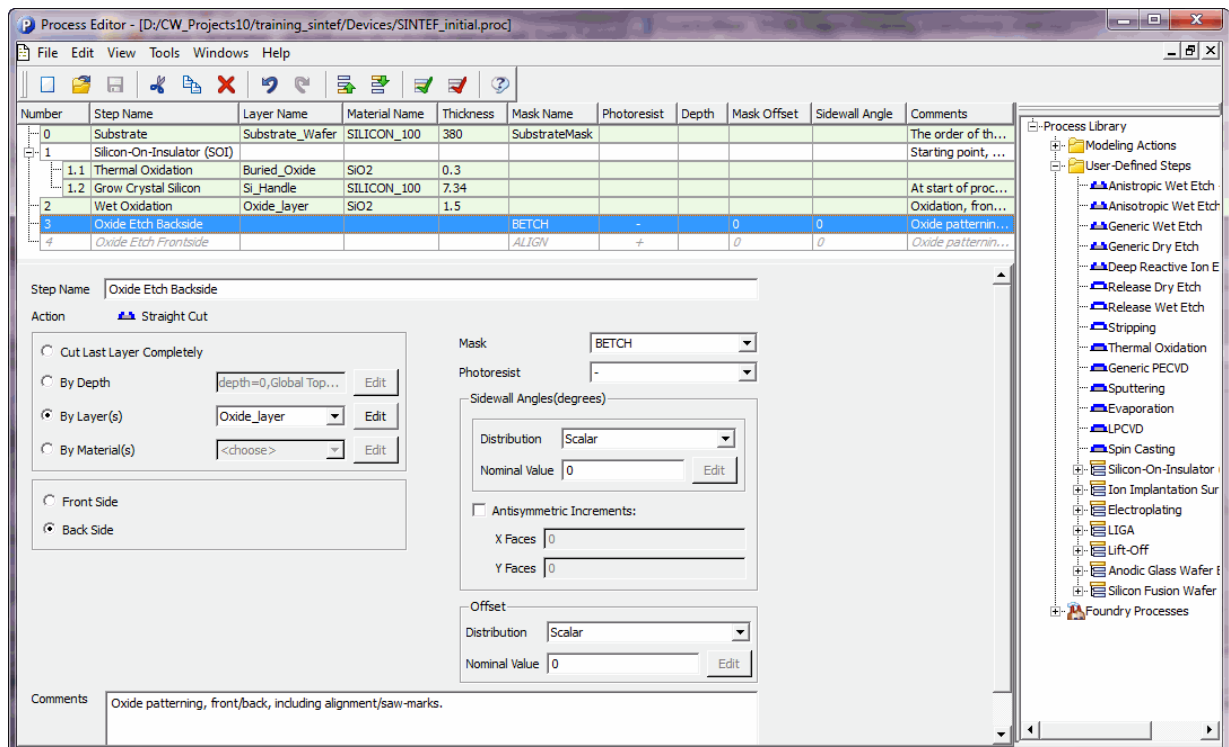 Process Editor - [D:/CW_Projects10/training_sintef/Devices/SINTEF_initial.proc]
File Edit View Tools Windows Help
Number Step Name Layer Name Material Name Thickness Mask Name Photoresist Depth Mask Offset Sidewall Angle Comments
0 Substrate Substrate_Wafer SILICON_100 380 SubstrateMask The order of th...
1 Silicon-On-Insulator (SOI) Starting point, ...
1.1 Thermal Oxidation Buried_Oxide SiO2 0.3
1.2 Grow Crystal Silicon Si_Handle SILICON_100 7.34 At start of proc...
2 Wet Oxidation Oxide_layer SiO2 1.5 Oxidation, fron...
3 Oxide Etch Backside BETCH - 0 0 Oxide patternin...
4 Oxide Etch Frontside ALIGN + 0 0 Oxide patternin...
Step Name Oxide Etch Backside
Action Straight Cut
Cut Last Layer Completely
By Depth depth=0,Global Top... Edit
By Layer(s) Oxide_layer Edit
By Material(s) <choose> Edit
Front Side
Back Side
Mask BETCH
Photoresist -
Sidewall Angles(degrees)
Distribution Scalar
Nominal Value 0 Edit
Antisymmetric Increments:
X Faces 0
Y Faces 0
Offset
Distribution Scalar
Nominal Value 0 Edit
Comments Oxide patterning, front/back, including alignment/saw-marks.
Process Library
Modeling Actions
User-Defined Steps
Anistropic Wet Etch
Anisotropic Wet Etch
Generic Wet Etch
Generic Dry Etch
Deep Reactive Ion E
Release Dry Etch
Release Wet Etch
Stripping
Thermal Oxidation
Generic PECVD
Sputtering
Evaporation
LPCVD
Spin Casting
Silicon-On-Insulator
Ion Implantation Sur
Electroplating
LIGA
Lift-Off
Anodic Glass Wafer B
Silicon Fusion Wafer
Foundry Processes